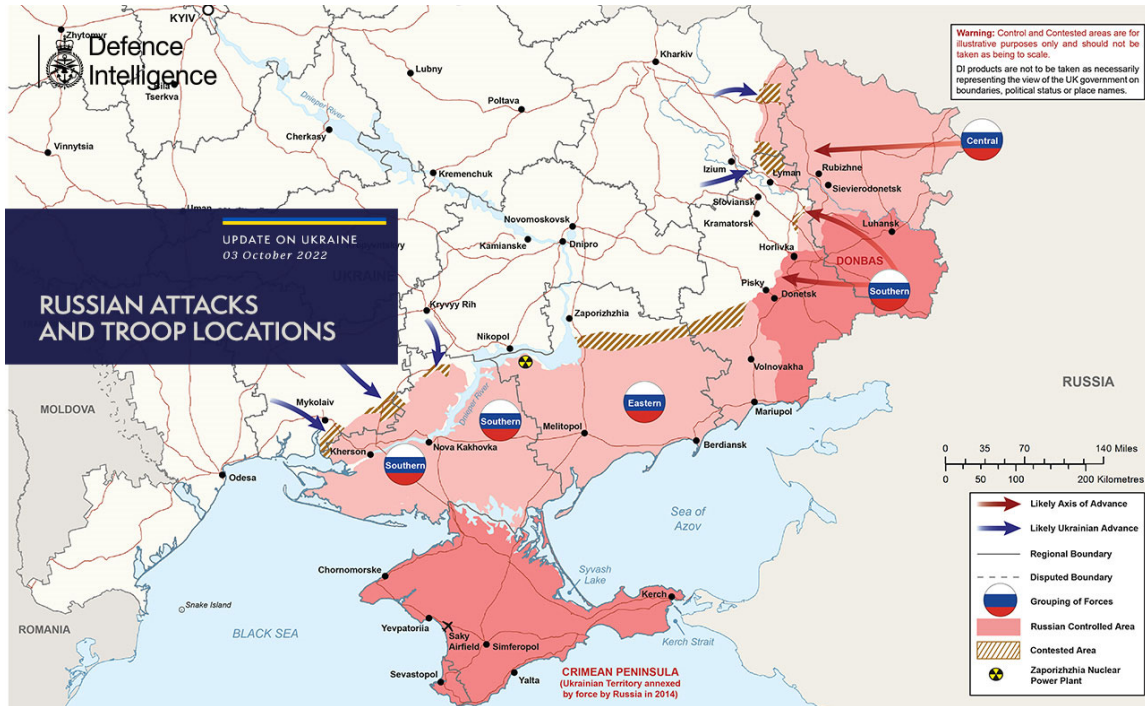 KYIV
Zhytomyr
Defence
Intelligence
Bila
Tserkva
Lubny
Kharkiv
Poltava
Dnieper River
Cherkasy
Vinnytsia
Kremenchuk
Uman
Warning: Control and Contested areas are for
illustrative purposes only and should not be
taken as being to scale.
DI products are not to be taken as necessarily
representing the view of the UK government on
boundaries, political status or place names.
Central
Izium
Lyman
Rubizhne
Sievierodonetsk
Sloviansk
Kramatorsk
Luhansk
Horlivka
DONBAS
Southern
Pisky
Donetsk
Novomoskovsk
Kamianske
Dnipro
UPDATE ON UKRAINE
03 October 2022
RUSSIAN ATTACKS
AND TROOP LOCATIONS
Kryvyy Rih
Zaporizhzhia
Nikopol
Volnovakha
RUSSIA
MOLDOVA
Mykolaiv
Dnieper River
Southern
Eastern
Mariupol
Melitopol
Berdiansk
Kherson
Nova Kakhovka
Southern
Odesa
0 35 70 140 Miles
0 50 100 200 Kilometres
Sea of
Azov
Likely Axis of Advance
Likely Ukrainian Advance
Regional Boundary
Disputed Boundary
Grouping of Forces
Russian Controlled Area
Contested Area
Zaporizhzhia Nuclear
Power Plant
Chornomorske
Syvash
Lake
Kerch
Snake Island
ROMANIA
BLACK SEA
Yevpatoriia
Saky
Airfield
Simferopol
Kerch Strait
Sevastopol
Yalta
CRIMEAN PENINSULA
(Ukrainian Territory annexed
by force by Russia in 2014)